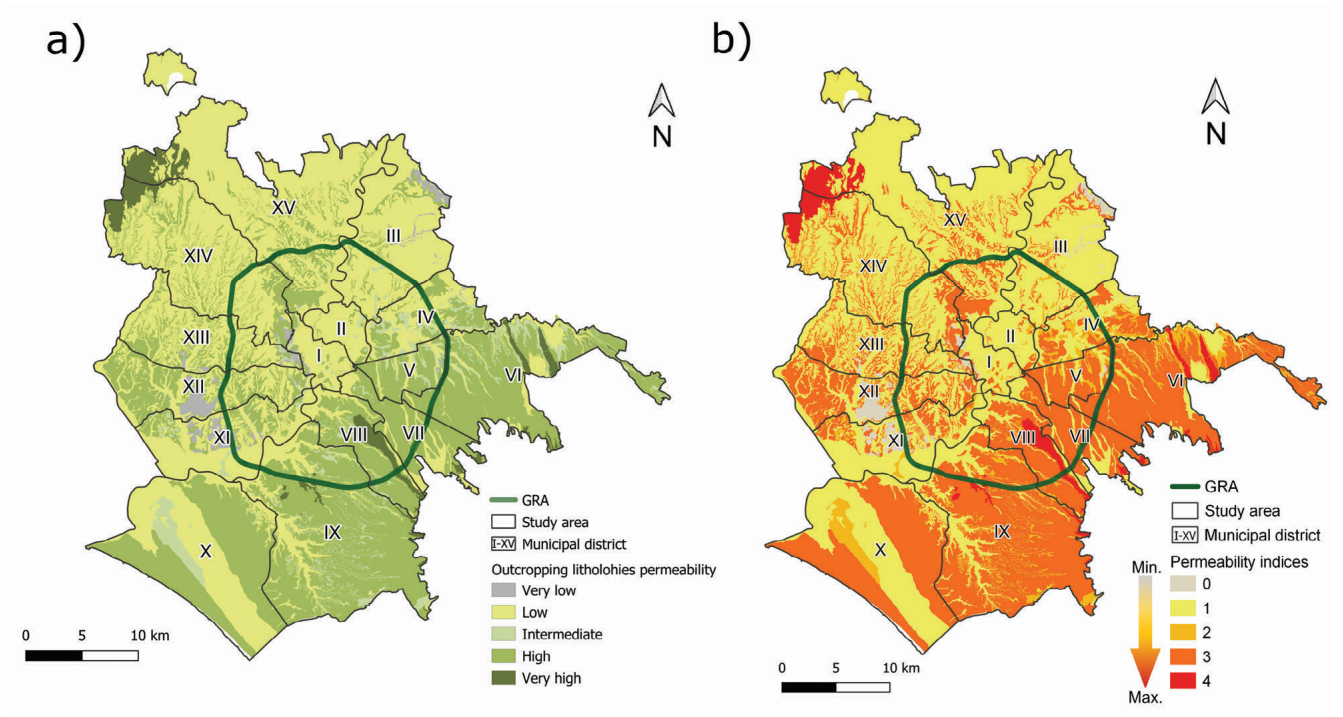 a)
N
XV
III
XIV
IV
II
XIII
I
V
VI
XII
VIII
VII
XI
IX
X
GRA
Study area
I-XV Municipal district
Outcropping litholohies permeability
Very low
Low
Intermediate
High
Very high
0 5 10 km
b)
N
XV
III
XIV
IV
II
XIII
I
V
VI
XII
VIII
VII
XI
IX
X
GRA
Study area
I-XV Municipal district
Permeability indices
Min.
0
1
2
3
4
Max.
0 5 10 km